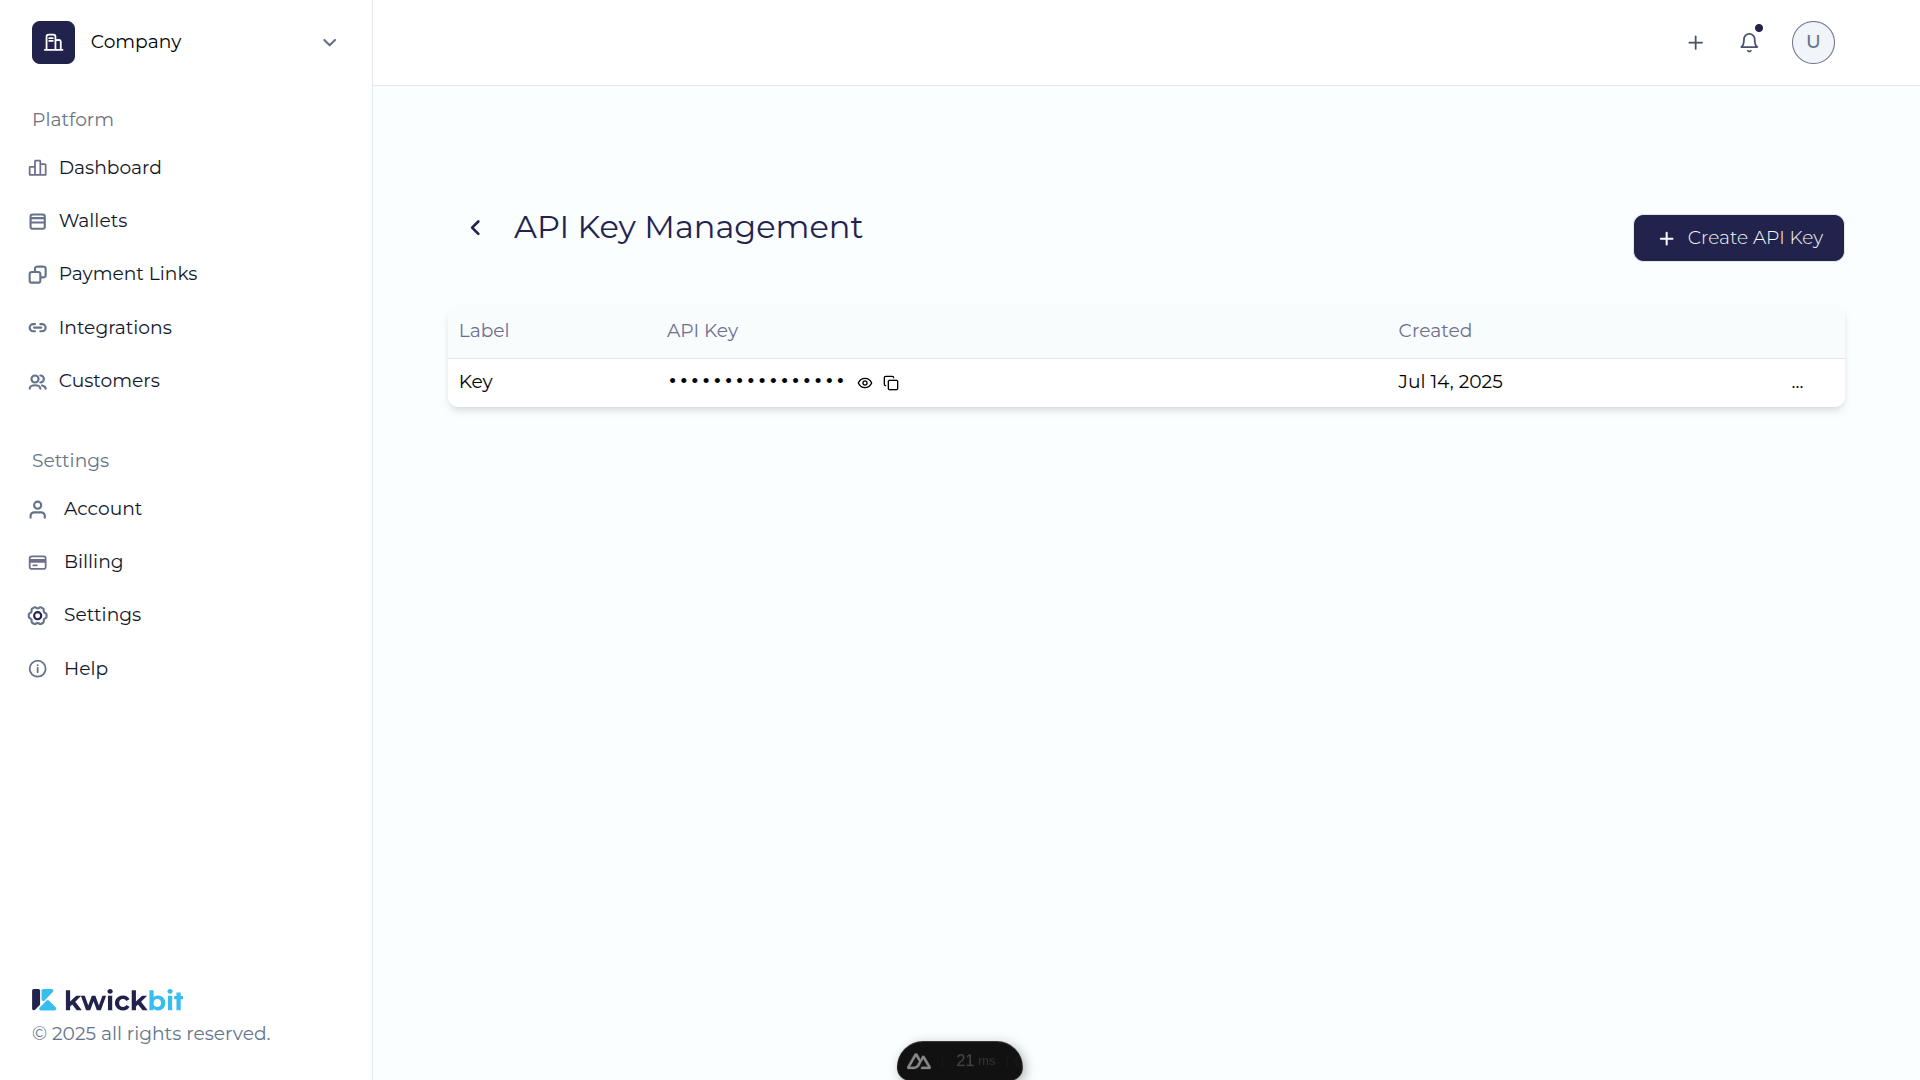 Company
U
Platform
Dashboard
Wallets
Payment Links
Integrations
Customers
Settings
Account
Billing
Settings
Help
kwickbit
© 2025 all rights reserved.
API Key Management
Create API Key
Label API Key Created
Key •••••••••••••••• Jul 14, 2025 ...
21 ms